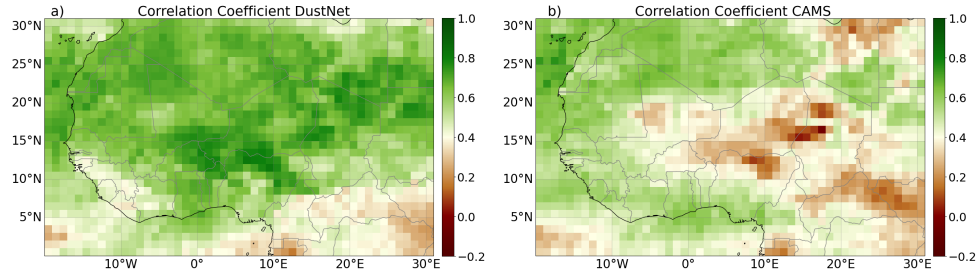 a) Correlation Coefficient DustNet
30°N
25°N
20°N
15°N
10°N
5°N
10°W 0° 10°E 20°E 30°E
1.0
0.8
0.6
0.4
0.2
0.0
−0.2
b) Correlation Coefficient CAMS
30°N
25°N
20°N
15°N
10°N
5°N
10°W 0° 10°E 20°E 30°E
1.0
0.8
0.6
0.4
0.2
0.0
−0.2